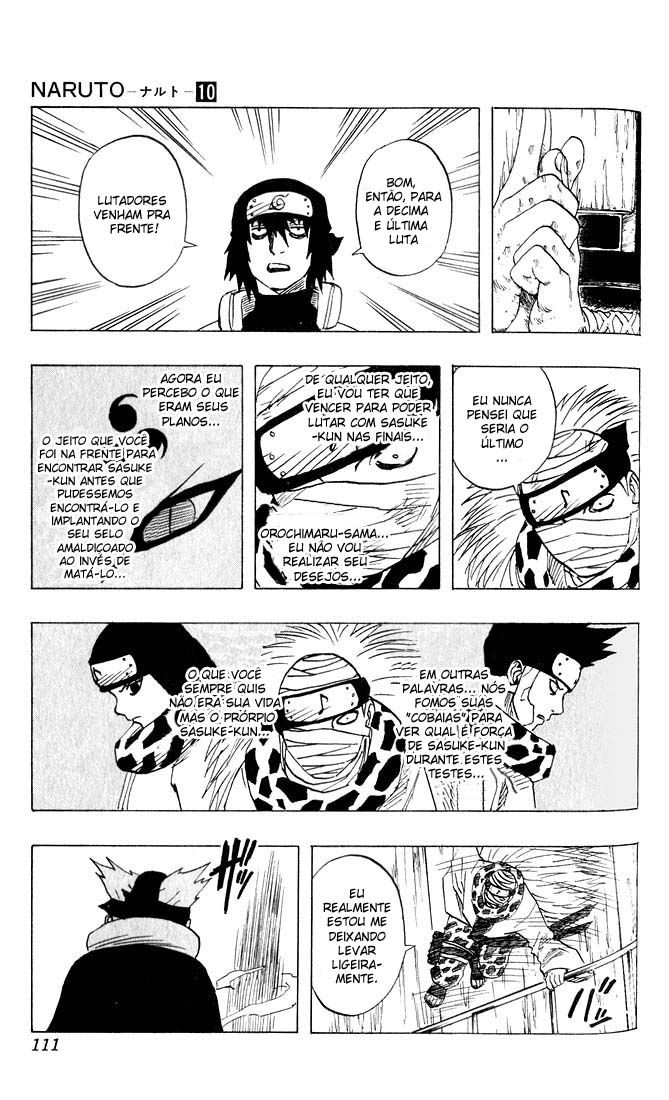 NARUTO －ナルト－ 10
BOM,
ENTÃO, PARA
A DECIMA
E ÚLTIMA
LUTA
LUTADORES
VENHAM PRA
FRENTE!
EU NUNCA
PENSEI QUE
SERIA O
ÚLTIMO
...
DE QUALQUER JEITO,
EU VOU TER QUE
VENCER PARA PODER
LUTAR COM SASUKE
-KUN NAS FINAIS...
OROCHIMARU-SAMA...
EU NÃO VOU
REALIZAR SEU
DESEJOS...
AGORA EU
PERCEBO O QUE
ERAM SEUS
PLANOS...
O JEITO QUE VOCÊ
FOI NA FRENTE PARA
ENCONTRAR SASUKE
-KUN ANTES QUE
PUDESSEMOS
ENCONTRÁ-LO E
IMPLANTANDO O
SEU SELO
AMALDIÇOADO
AO INVÉS DE
MATÁ-LO...
EM OUTRAS
PALAVRAS... NÓS
FOMOS SUAS
"COBAIAS" PARA
VER QUAL É FORÇA
DE SASUKE-KUN
DURANTE ESTES
TESTES...
O QUE VOCÊ
SEMPRE QUIS
NÃO ERA SUA VIDA
MAS O PRÓRPIO
SASUKE-KUN...
EU
REALMENTE
ESTOU ME
DEIXANDO
LEVAR
LIGEIRA-
MENTE.
111